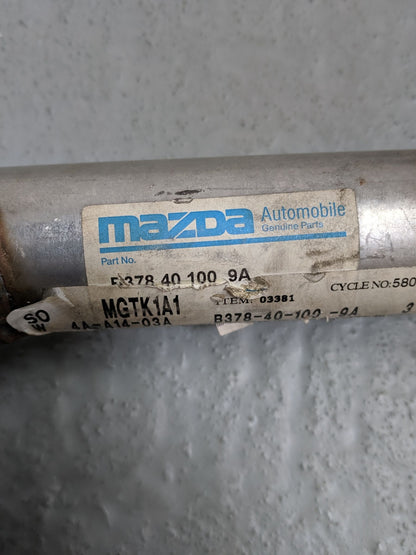 mazda Automobile
Genuine Parts
Part No.
B378 40 100 9A
SO MGTK1A1 ITEM: 03381 CYCLE NO:580
4A-A14-03A B378-40-100 -9A 3